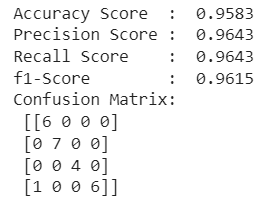 Accuracy Score  :  0.9583
Precision Score :  0.9643
Recall Score    :  0.9643
f1-Score        :  0.9615
Confusion Matrix:
 [[6 0 0 0]
 [0 7 0 0]
 [0 0 4 0]
 [1 0 0 6]]